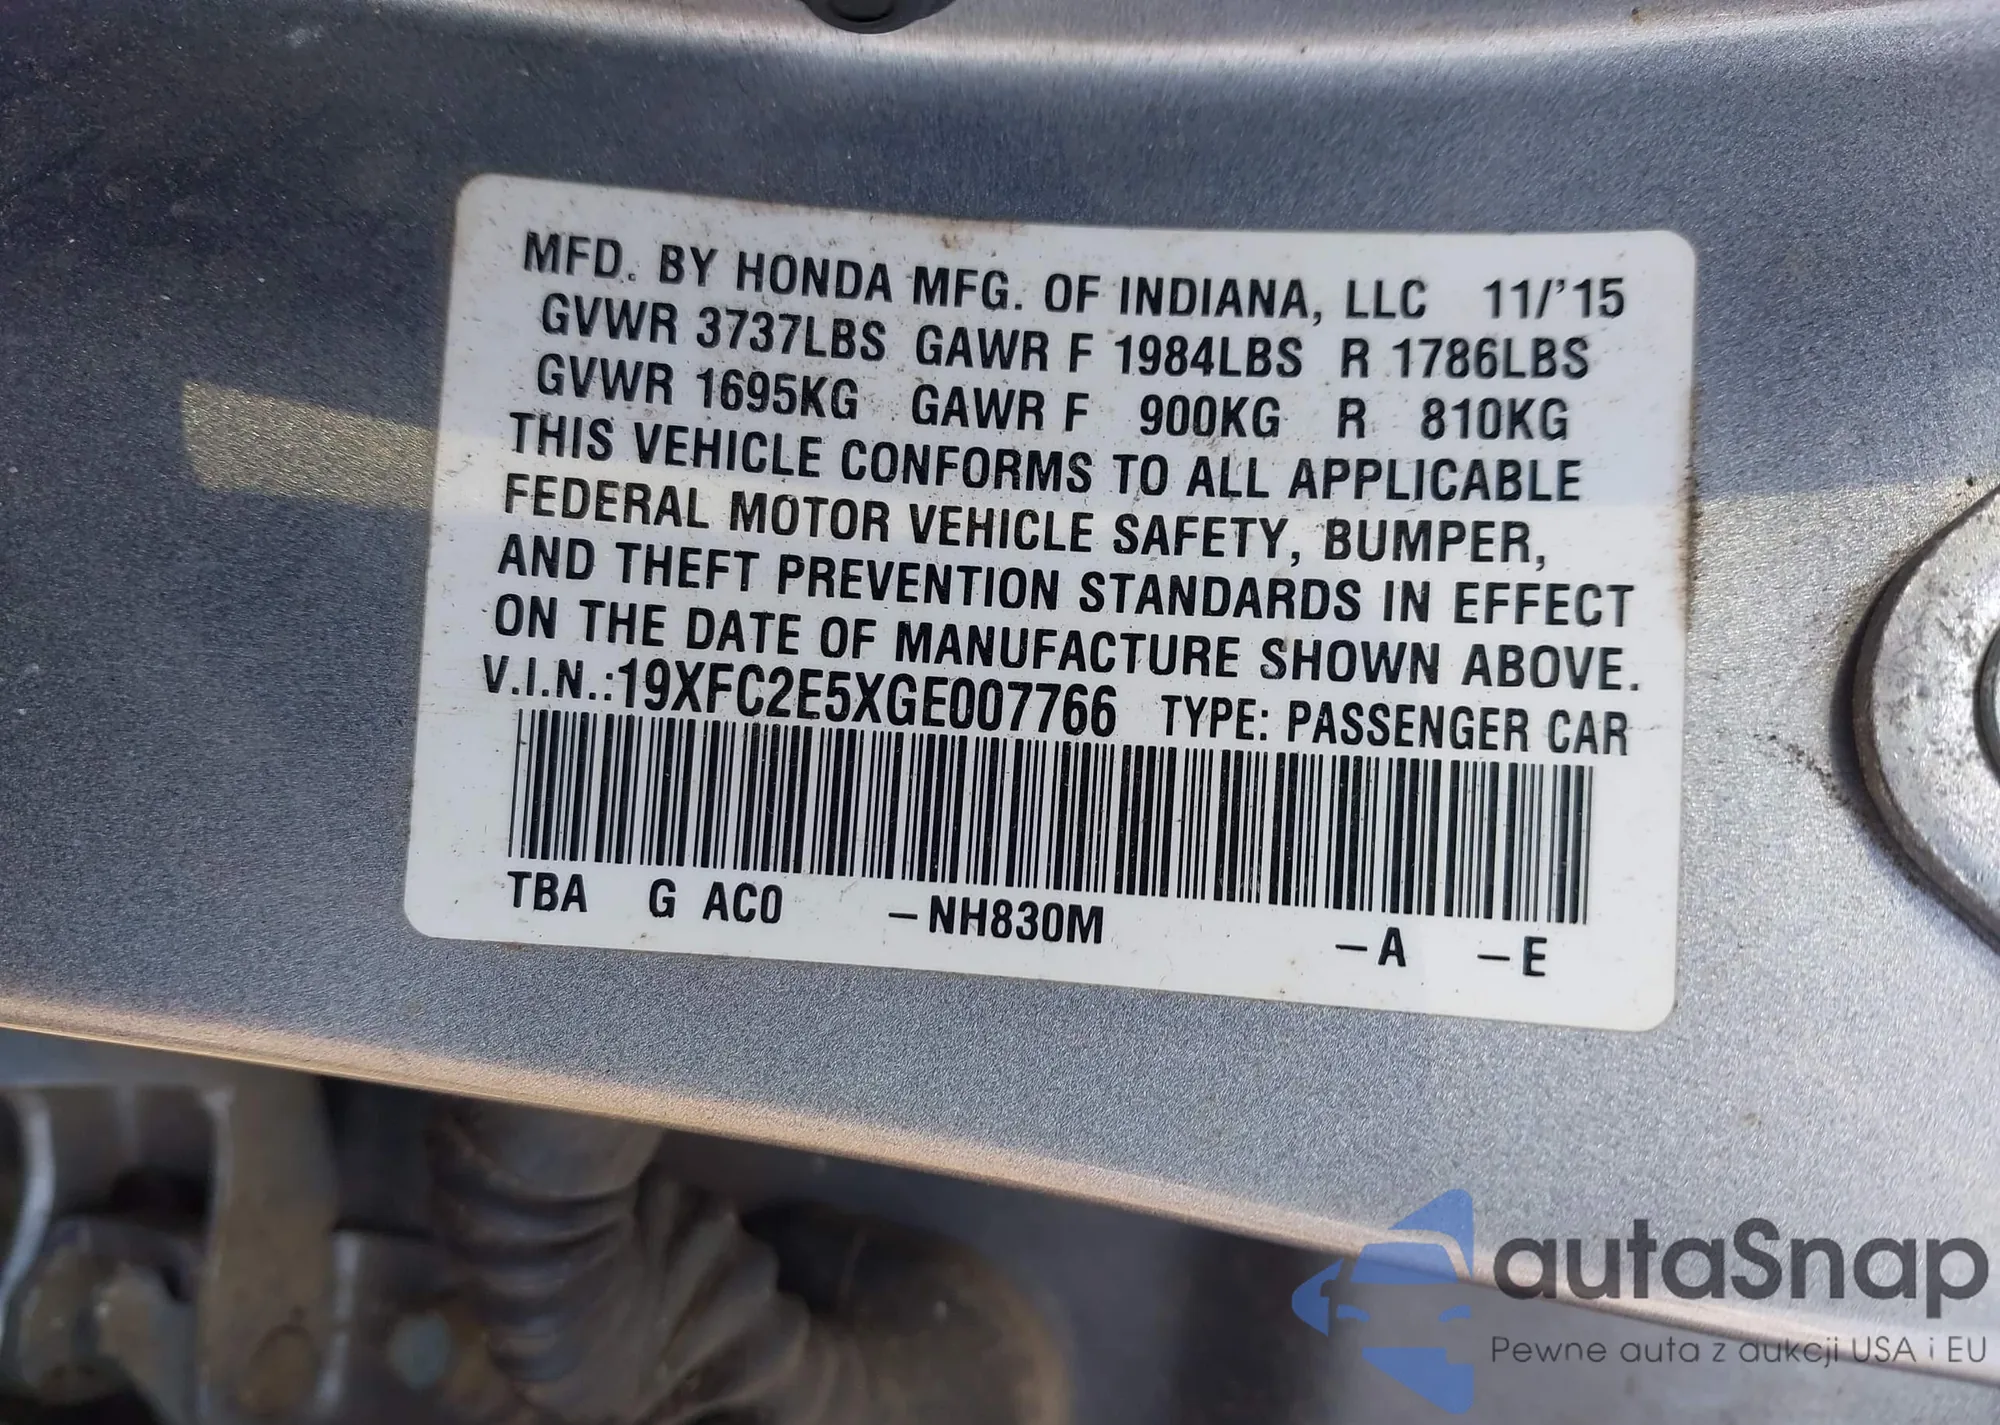 MFD. BY HONDA MFG. OF INDIANA, LLC 11/'15
GVWR 3737LBS GAWR F 1984LBS R 1786LBS
GVWR 1695KG GAWR F 900KG R 810KG
THIS VEHICLE CONFORMS TO ALL APPLICABLE
FEDERAL MOTOR VEHICLE SAFETY, BUMPER,
AND THEFT PREVENTION STANDARDS IN EFFECT
ON THE DATE OF MANUFACTURE SHOWN ABOVE.
V.I.N.:19XFC2E5XGE007766 TYPE: PASSENGER CAR
TBA G AC0 –NH830M –A –E
autaSnap
Pewne auta z aukcji USA i EU